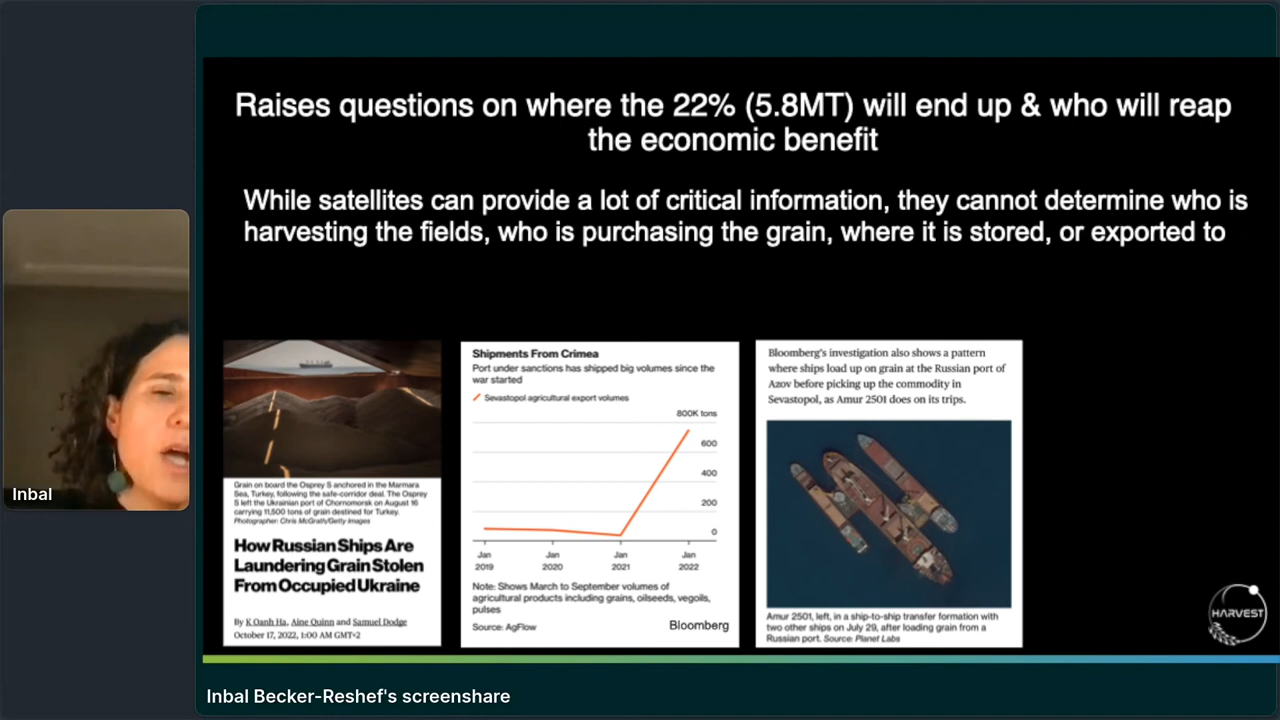 Raises questions on where the 22% (5.8MT) will end up & who will reap
the economic benefit
While satellites can provide a lot of critical information, they cannot determine who is
harvesting the fields, who is purchasing the grain, where it is stored, or exported to
Grain on board the Osprey S anchored in the Marmara
Sea, Turkey, following the safe-corridor deal. The Osprey
S left the Ukrainian port of Chornomorsk on August 16
carrying 11,500 tons of grain destined for Turkey.
Photographer: Chris McGrath/Getty Images
How Russian Ships Are
Laundering Grain Stolen
From Occupied Ukraine
By K Oanh Ha, Aine Quinn and Samuel Dodge
October 17, 2022, 1:00 AM GMT+2
Shipments From Crimea
Port under sanctions has shipped big volumes since the
war started
Sevastopol agricultural export volumes
800K tons
600
400
200
0
Jan Jan Jan Jan
2019 2020 2021 2022
Note: Shows March to September volumes of
agricultural products including grains, oilseeds, vegoils,
pulses
Source: AgFlow
Bloomberg
Bloomberg's investigation also shows a pattern
where ships load up on grain at the Russian port of
Azov before picking up the commodity in
Sevastopol, as Amur 2501 does on its trips.
Amur 2501, left, in a ship-to-ship transfer formation with
two other ships on July 29, after loading grain from a
Russian port. Source: Planet Labs
HARVEST
Inbal
Inbal Becker-Reshef's screenshare